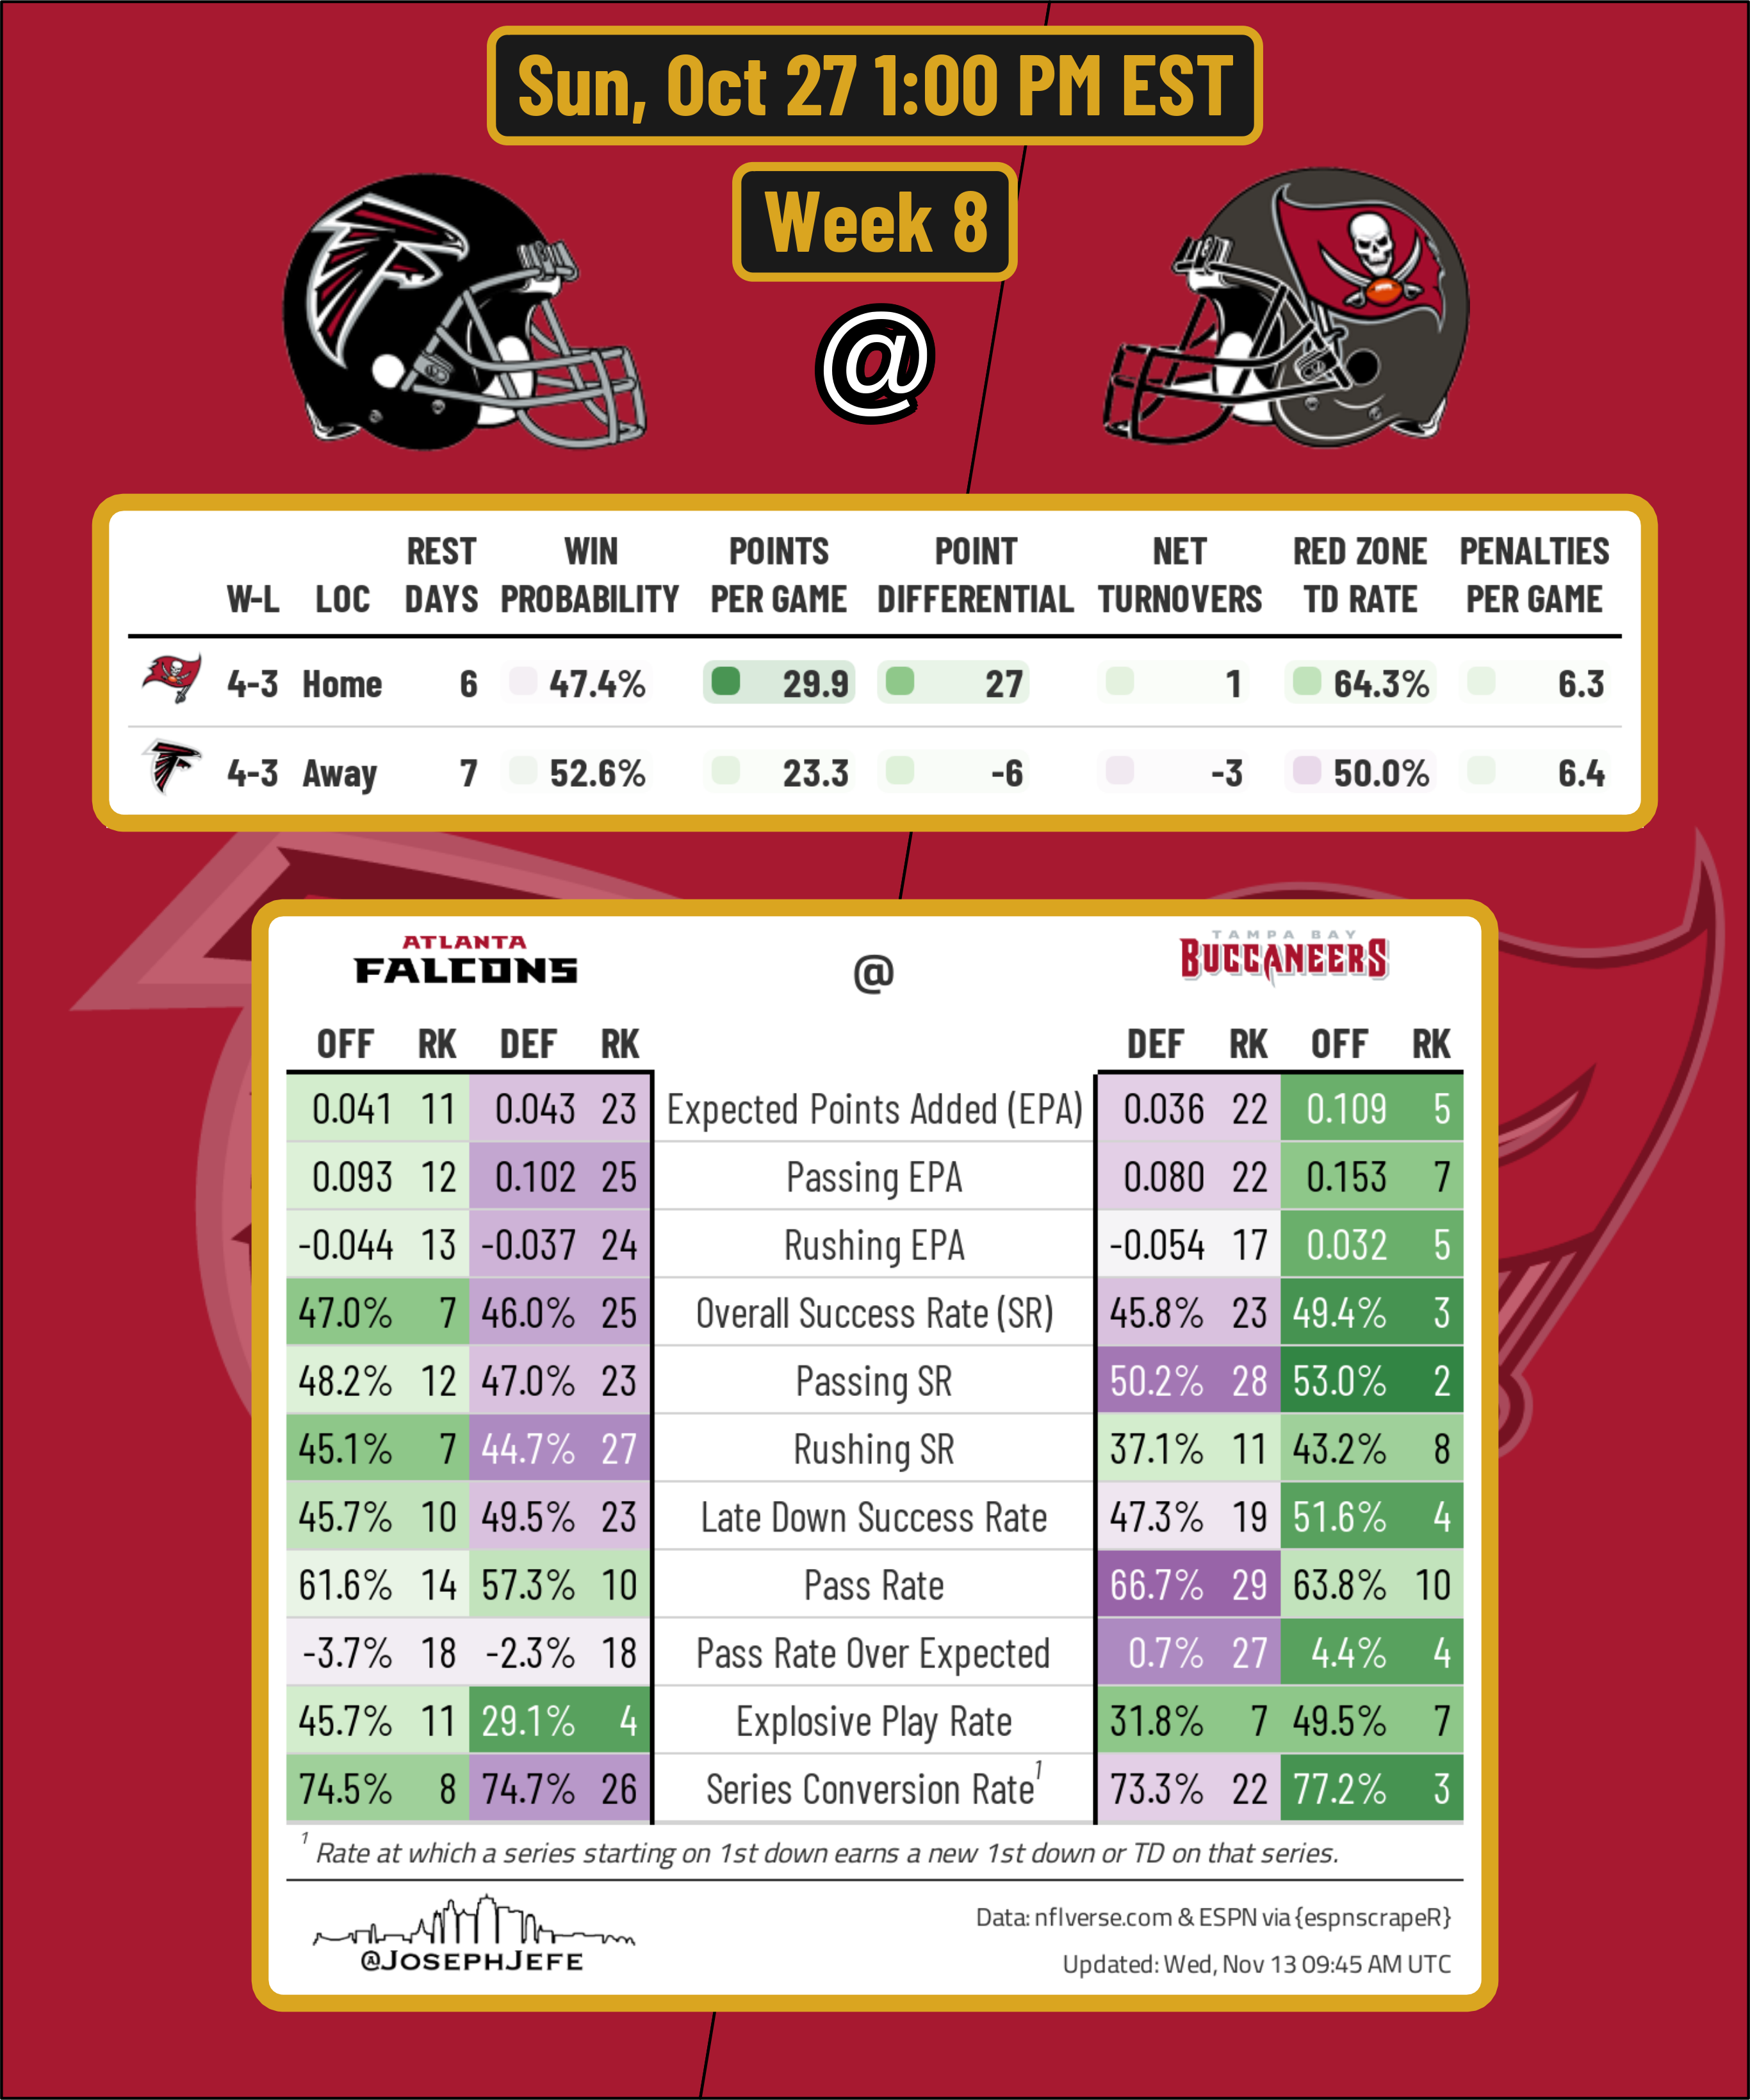 Sun, Oct 27 1:00 PM EST
Week 8
@
REST WIN POINTS POINT NET RED ZONE PENALTIES
W-L LOC DAYS PROBABILITY PER GAME DIFFERENTIAL TURNOVERS TD RATE PER GAME
4-3 Home 6 47.4% 29.9 27 1 64.3% 6.3
4-3 Away 7 52.6% 23.3 -6 -3 50.0% 6.4
ATLANTA TAMPA BAY
FALCONS @ BUCCANEERS
OFF RK DEF RK DEF RK OFF RK
0.041 11 0.043 23 Expected Points Added (EPA) 0.036 22 0.109 5
0.093 12 0.102 25 Passing EPA 0.080 22 0.153 7
-0.044 13 -0.037 24 Rushing EPA -0.054 17 0.032 5
47.0% 7 46.0% 25 Overall Success Rate (SR) 45.8% 23 49.4% 3
48.2% 12 47.0% 23 Passing SR 50.2% 28 53.0% 2
45.1% 7 44.7% 27 Rushing SR 37.1% 11 43.2% 8
45.7% 10 49.5% 23 Late Down Success Rate 47.3% 19 51.6% 4
61.6% 14 57.3% 10 Pass Rate 66.7% 29 63.8% 10
-3.7% 18 -2.3% 18 Pass Rate Over Expected 0.7% 27 4.4% 4
45.7% 11 29.1% 4 Explosive Play Rate 31.8% 7 49.5% 7
74.5% 8 74.7% 26 Series Conversion Rate1 73.3% 22 77.2% 3
1 Rate at which a series starting on 1st down earns a new 1st down or TD on that series.
Data: nflverse.com & ESPN via {espnscrapeR}
@JOSEPHJEFE
Updated: Wed, Nov 13 09:45 AM UTC